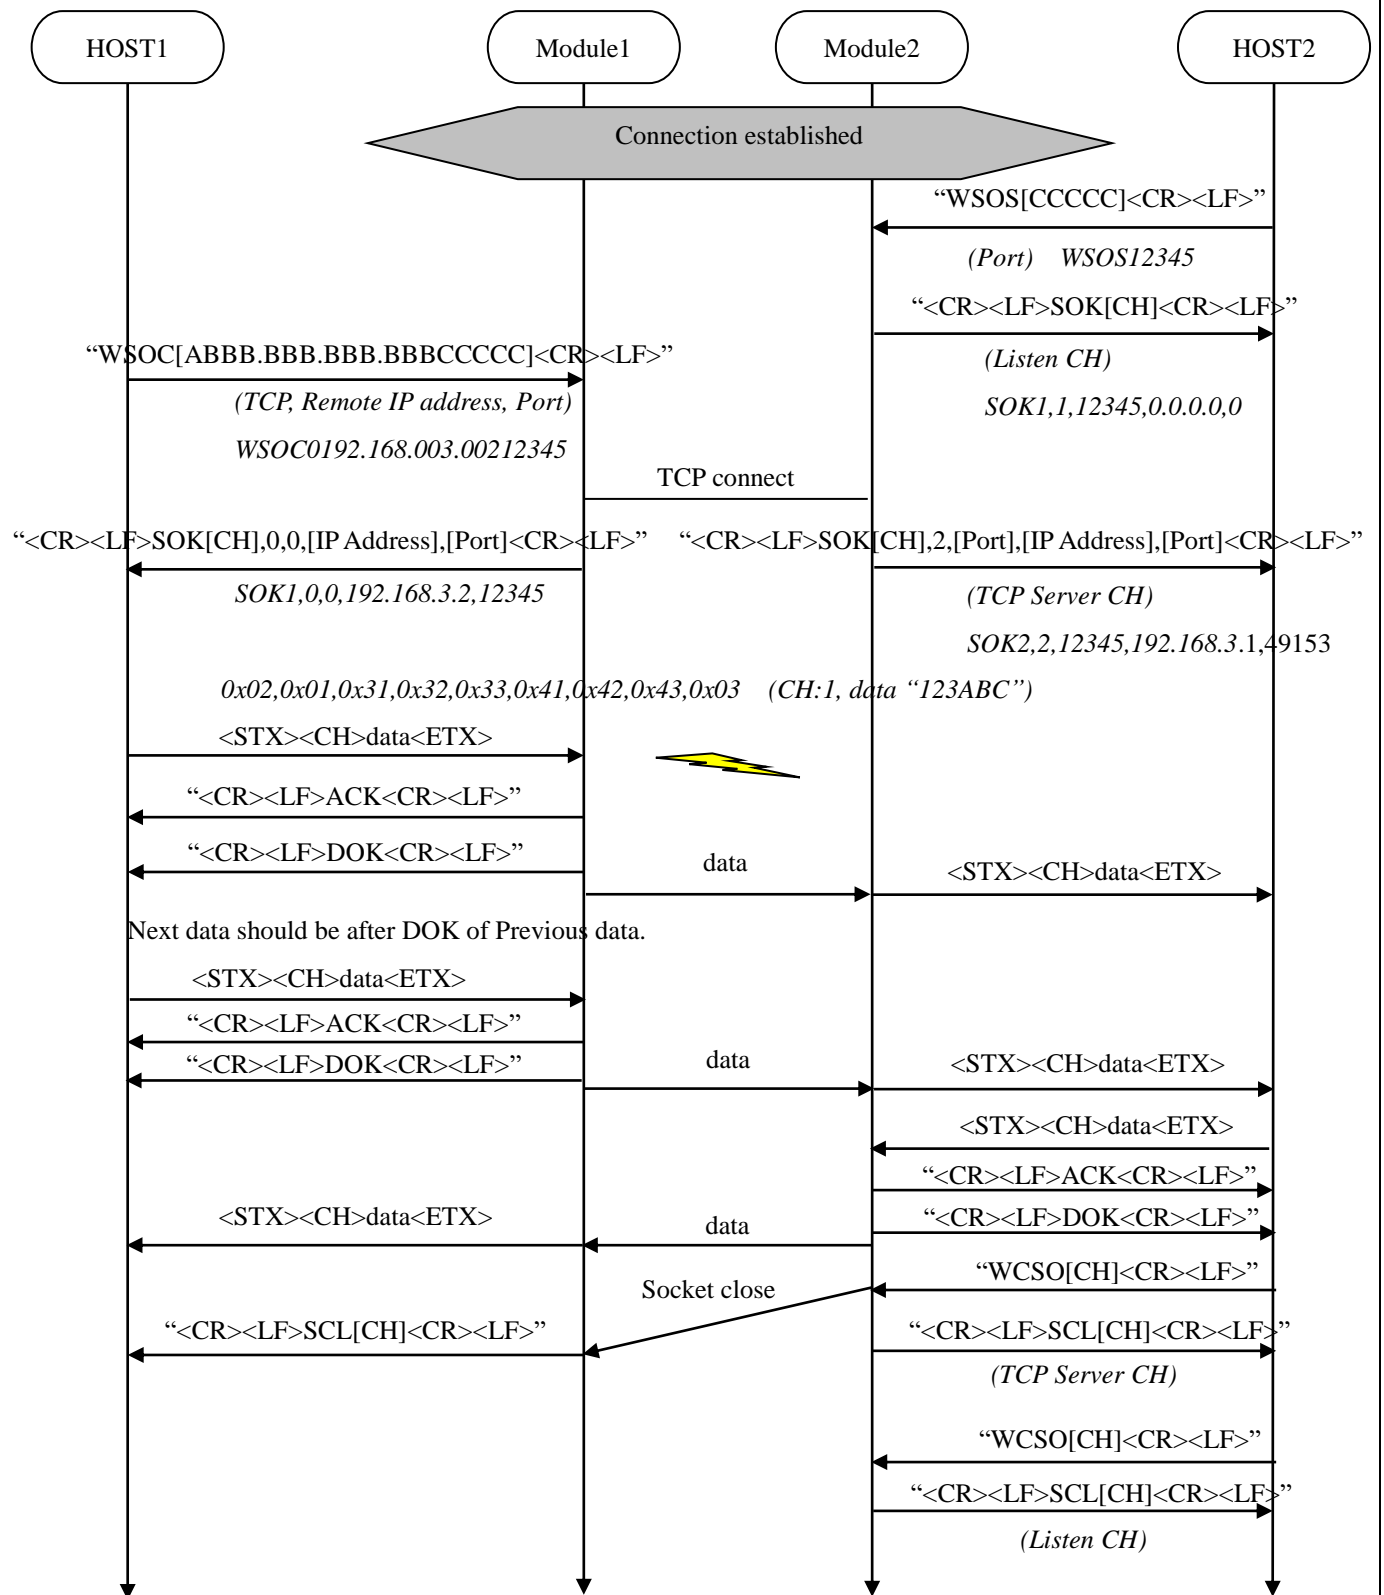 HOST1
Module1
Module2
HOST2
Connection established
“WSOS[CCCCC]<CR><LF>”
(Port) WSOS12345
“<CR><LF>SOK[CH]<CR><LF>”
“WSOC[ABBB.BBB.BBB.BBBCCCCC]<CR><LF>”
(Listen CH)
(TCP, Remote IP address, Port)
SOK1,1,12345,0.0.0.0,0
WSOC0192.168.003.00212345
TCP connect
“<CR><LF>SOK[CH],0,0,[IP Address],[Port]<CR><LF>”
“<CR><LF>SOK[CH],2,[Port],[IP Address],[Port]<CR><LF>”
SOK1,0,0,192.168.3.2,12345
(TCP Server CH)
SOK2,2,12345,192.168.3.1,49153
0x02,0x01,0x31,0x32,0x33,0x41,0x42,0x43,0x03 (CH:1, data “123ABC”)
<STX><CH>data<ETX>
“<CR><LF>ACK<CR><LF>”
“<CR><LF>DOK<CR><LF>”
data
<STX><CH>data<ETX>
Next data should be after DOK of Previous data.
<STX><CH>data<ETX>
“<CR><LF>ACK<CR><LF>”
“<CR><LF>DOK<CR><LF>”
data
<STX><CH>data<ETX>
<STX><CH>data<ETX>
“<CR><LF>ACK<CR><LF>”
<STX><CH>data<ETX>
data
“<CR><LF>DOK<CR><LF>”
“WCSO[CH]<CR><LF>”
Socket close
“<CR><LF>SCL[CH]<CR><LF>”
“<CR><LF>SCL[CH]<CR><LF>”
(TCP Server CH)
“WCSO[CH]<CR><LF>”
“<CR><LF>SCL[CH]<CR><LF>”
(Listen CH)